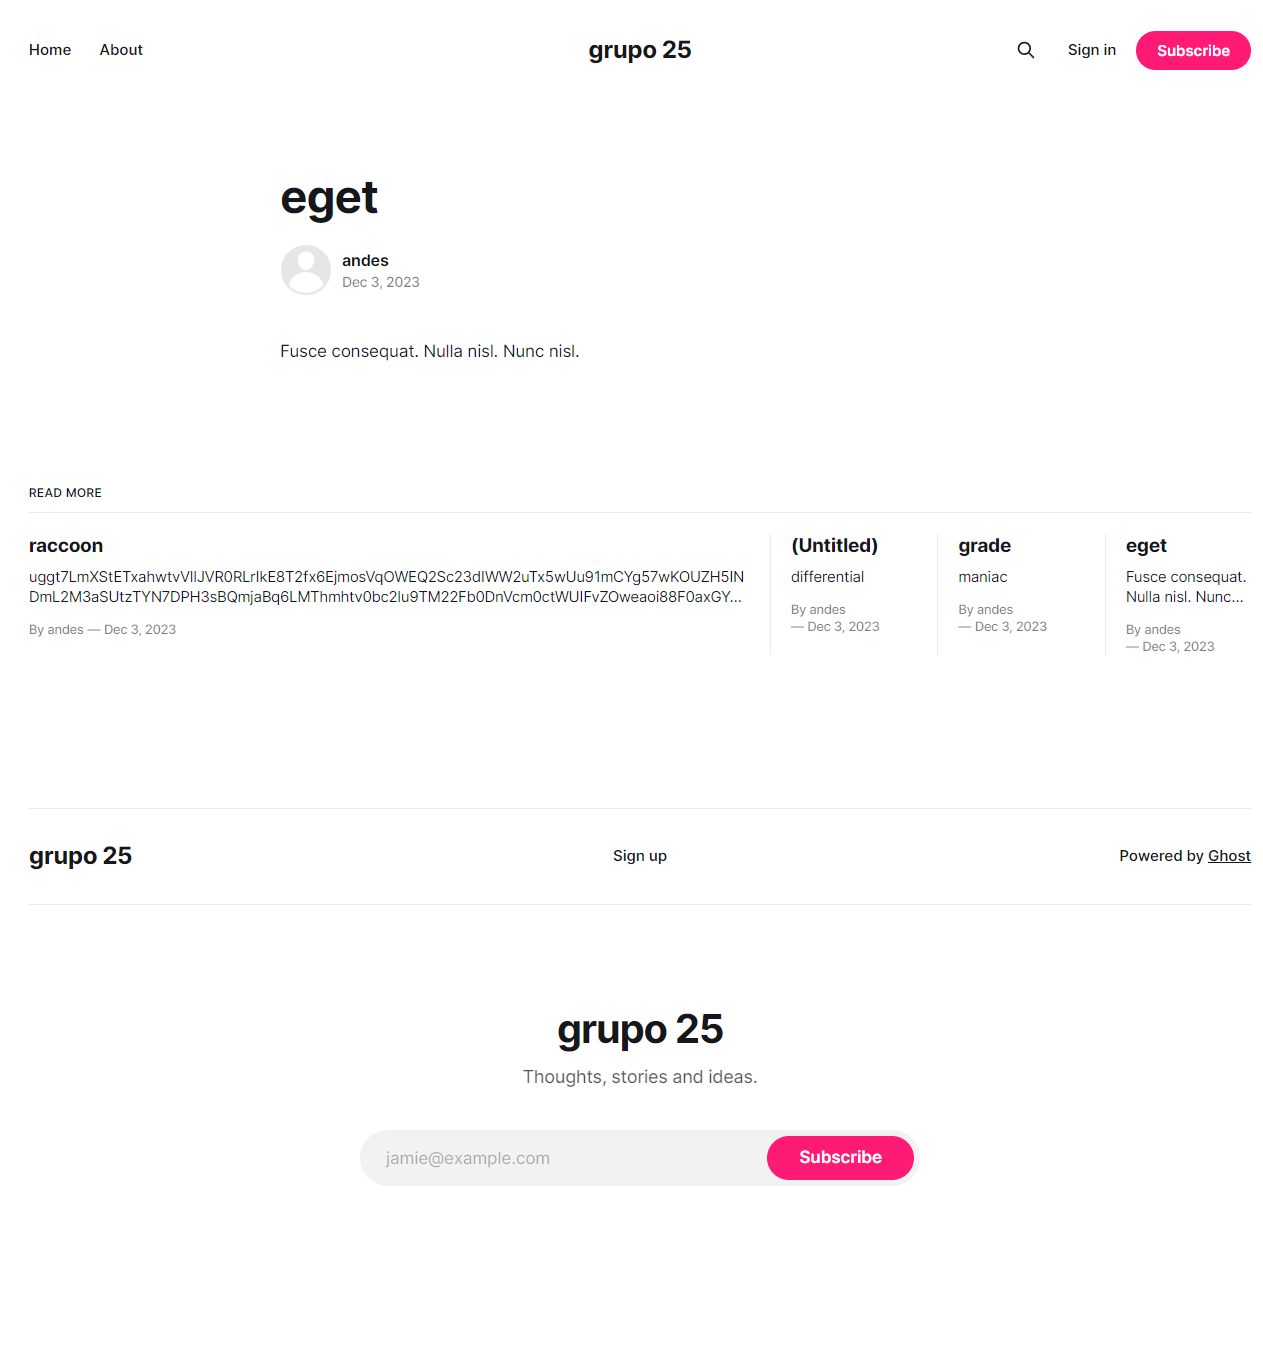 Home
About
grupo 25
Sign in
Subscribe
eget
andes
Dec 3, 2023
Fusce consequat. Nulla nisl. Nunc nisl.
READ MORE
raccoon
By andes — Dec 3, 2023
(Untitled)
differential
By andes
— Dec 3, 2023
grade
maniac
By andes
— Dec 3, 2023
eget
Fusce consequat.
Nulla nisl. Nunc...
By andes
— Dec 3, 2023
grupo 25
Sign up
Powered by Ghost
grupo 25
Thoughts, stories and ideas.
jamie@example.com
Subscribe